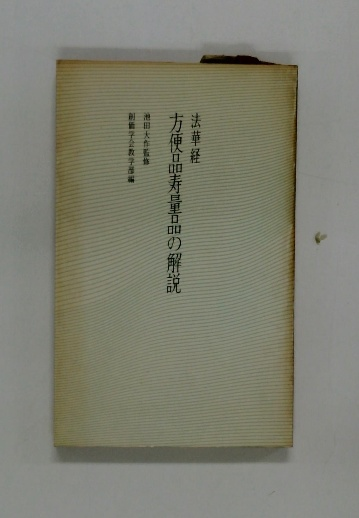 法華経
方便品寿量品の解説
池田大作監修
創価学会教学部編